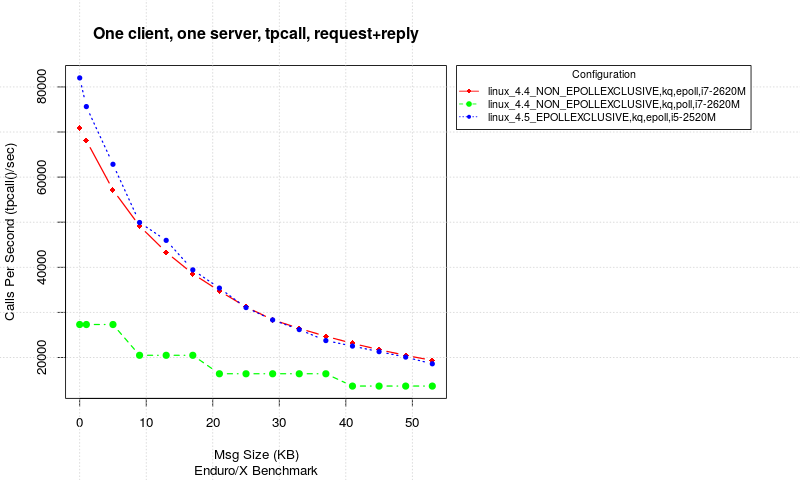 One client, one server, tpcall, request+reply
Configuration
linux_4.4_NON_EPOLLEXCLUSIVE,kq,epoll,i7-2620M
linux_4.4_NON_EPOLLEXCLUSIVE,kq,poll,i7-2620M
linux_4.5_EPOLLEXCLUSIVE,kq,epoll,i5-2520M
Calls Per Second (tpcall()/sec)
80000
60000
40000
20000
0 10 20 30 40 50
Msg Size (KB)
Enduro/X Benchmark